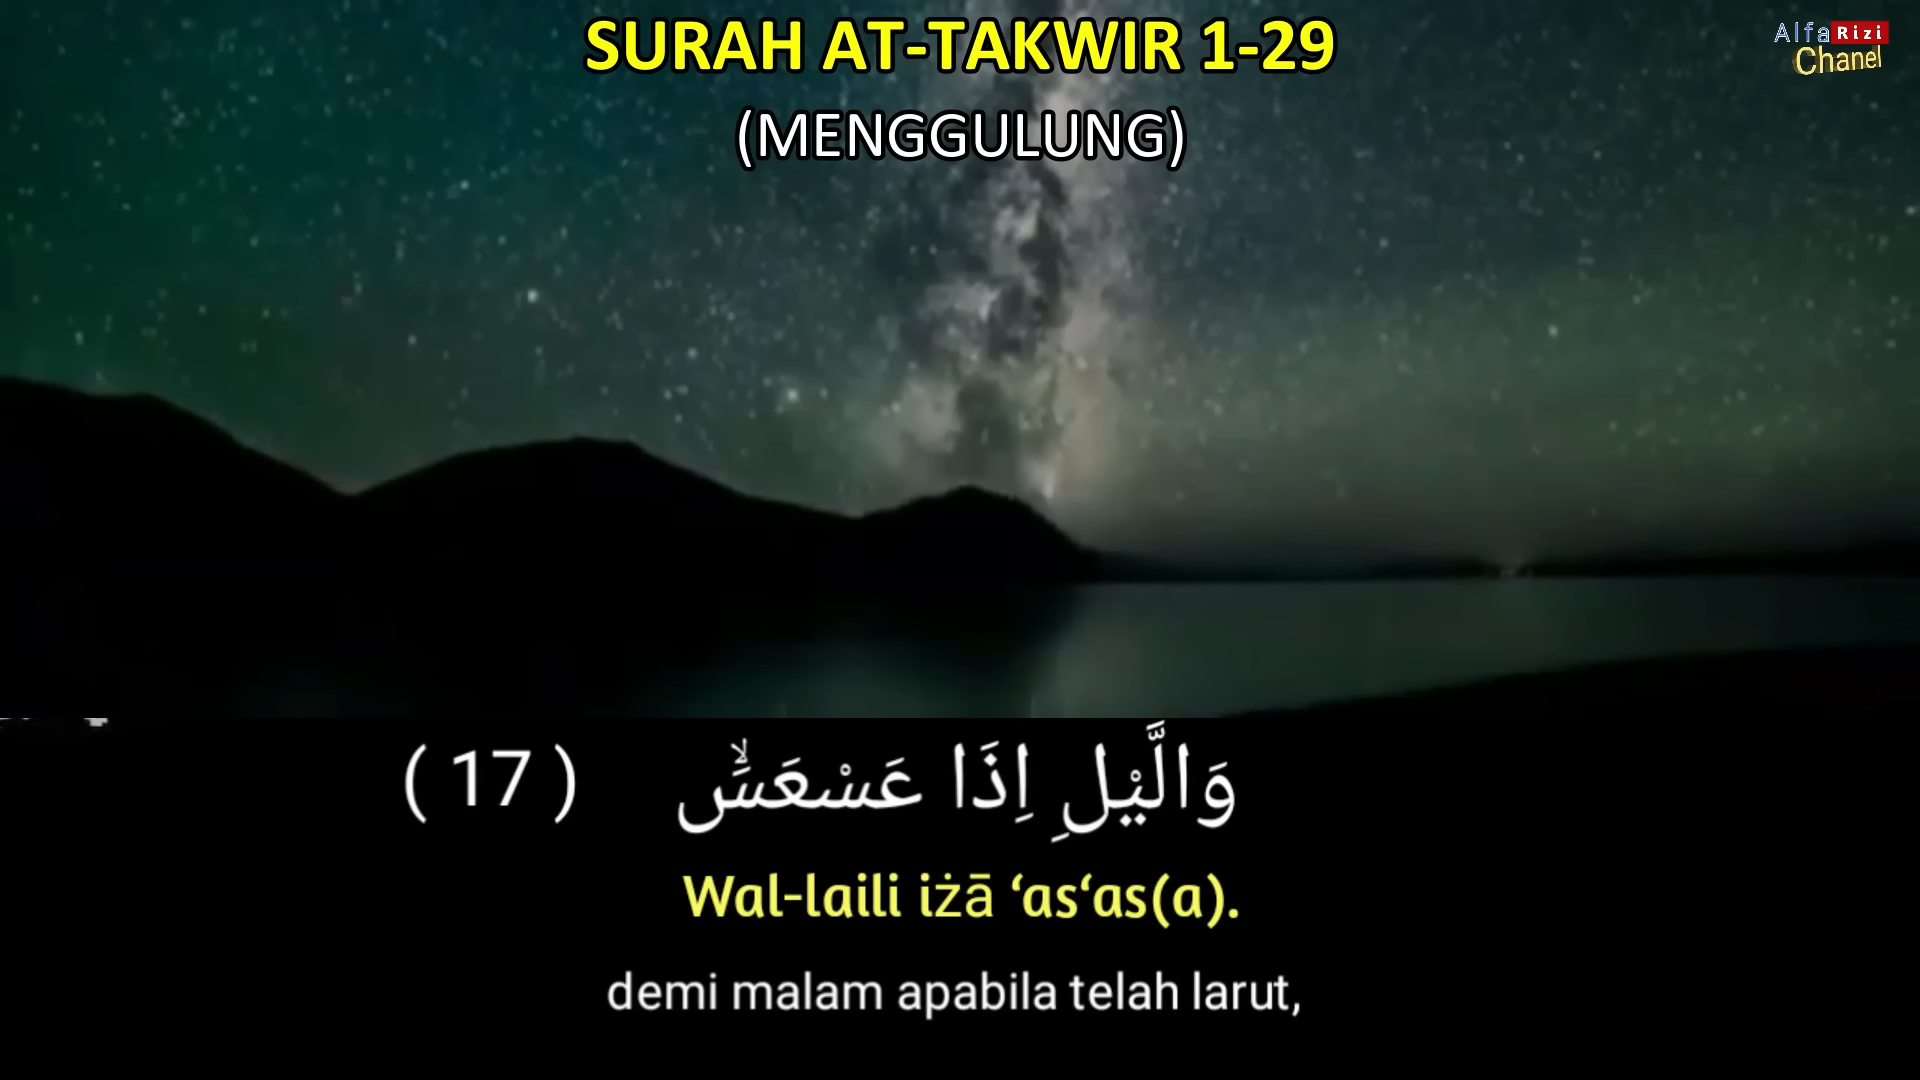 SURAH AT-TAKWIR 1-29
(MENGGULUNG)
Alfa Rizi
Chanel
وَالَّيْلِ اِذَا عَسْعَسَۙ ( 17 )
Wal-laili iżā ‘as‘as(a).
demi malam apabila telah larut,